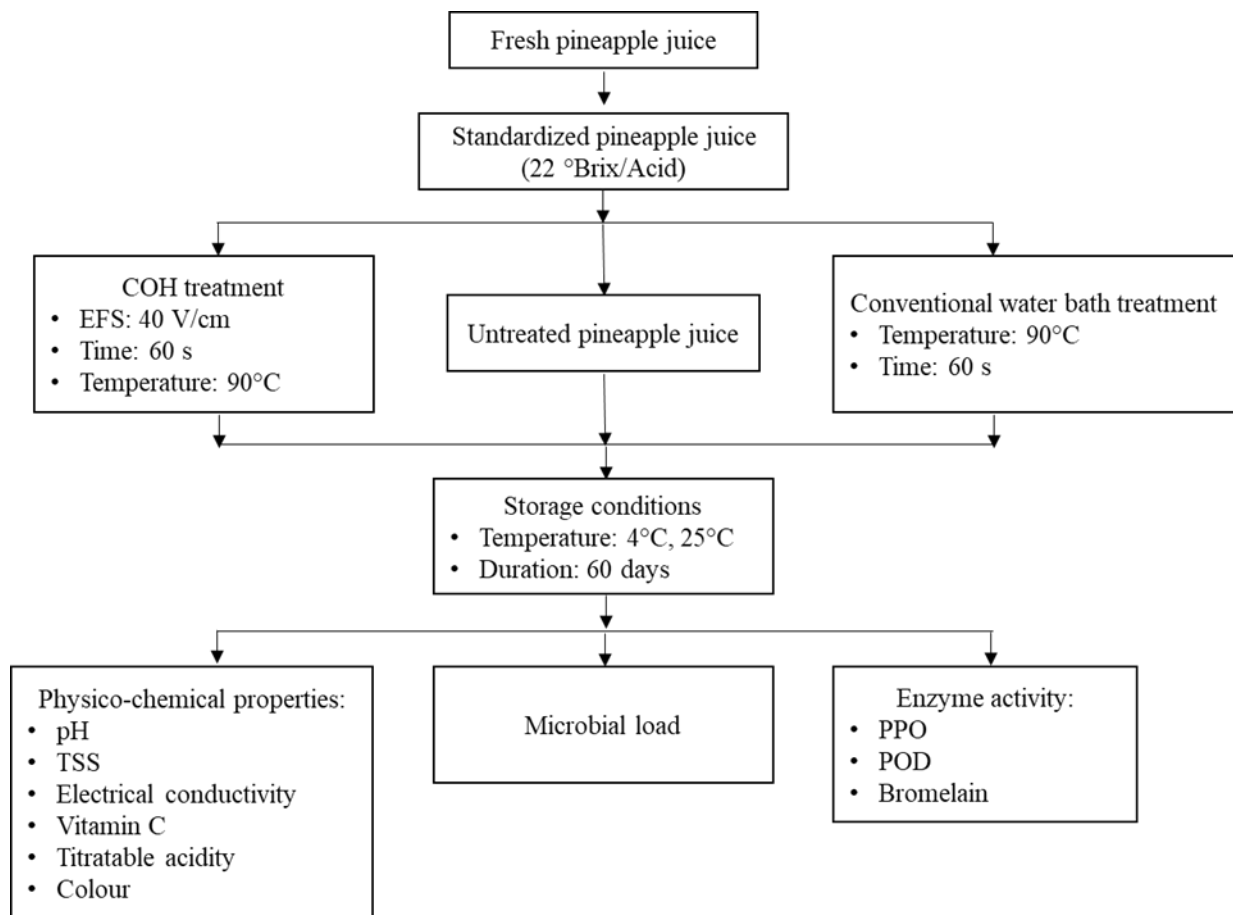 Fresh pineapple juice
Standardized pineapple juice
(22 °Brix/Acid)
COH treatment
• EFS: 40 V/cm
• Time: 60 s
• Temperature: 90°C
Untreated pineapple juice
Conventional water bath treatment
• Temperature: 90°C
• Time: 60 s
Storage conditions
• Temperature: 4°C, 25°C
• Duration: 60 days
Physico-chemical properties:
• pH
• TSS
• Electrical conductivity
• Vitamin C
• Titratable acidity
• Colour
Microbial load
Enzyme activity:
• PPO
• POD
• Bromelain